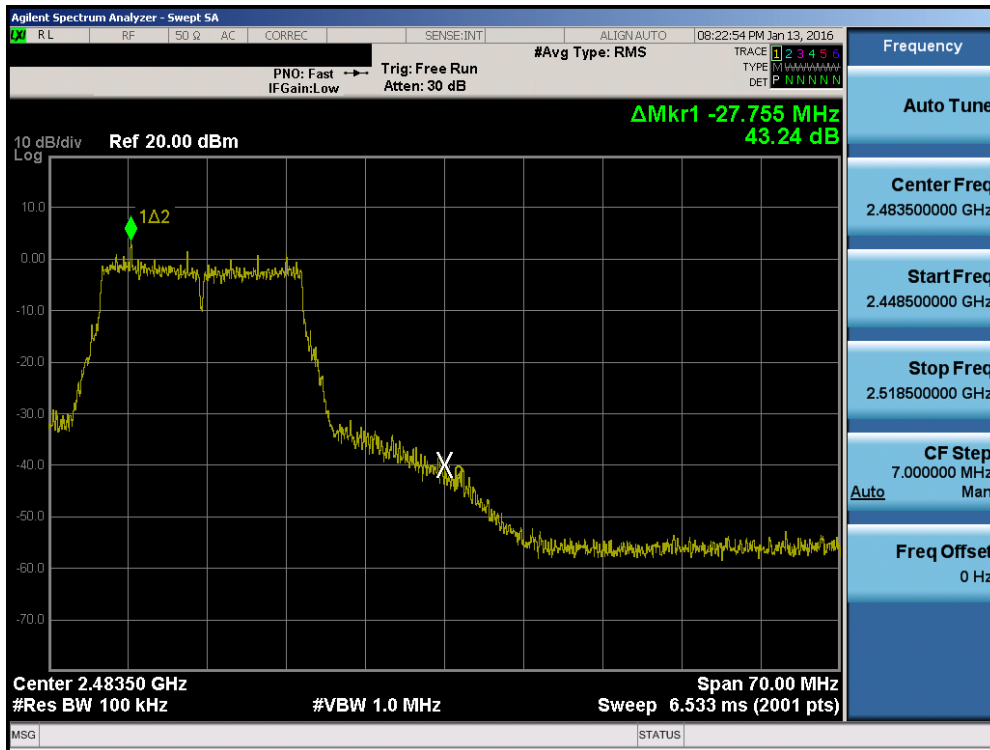 Agilent Spectrum Analyzer - Swept SA
LXI RL RF 50 Ω AC CORREC SENSE:INT ALIGN AUTO 08:22:54 PM Jan 13, 2016
PNO: Fast
IFGain:Low
Trig: Free Run
Atten: 30 dB
#Avg Type: RMS
TRACE 1 2 3 4 5 6
TYPE M
DET P N N N N N
ΔMkr1 -27.755 MHz
43.24 dB
10 dB/div
Log
Ref 20.00 dBm
10.0
1Δ2
0.00
-10.0
-20.0
-30.0
-40.0
-50.0
-60.0
-70.0
Center 2.48350 GHz
Span 70.00 MHz
#Res BW 100 kHz
#VBW 1.0 MHz
Sweep 6.533 ms (2001 pts)
MSG
STATUS
Frequency
Auto Tune
Center Freq
2.483500000 GHz
Start Freq
2.448500000 GHz
Stop Freq
2.518500000 GHz
CF Step
7.000000 MHz
Auto Man
Freq Offset
0 Hz